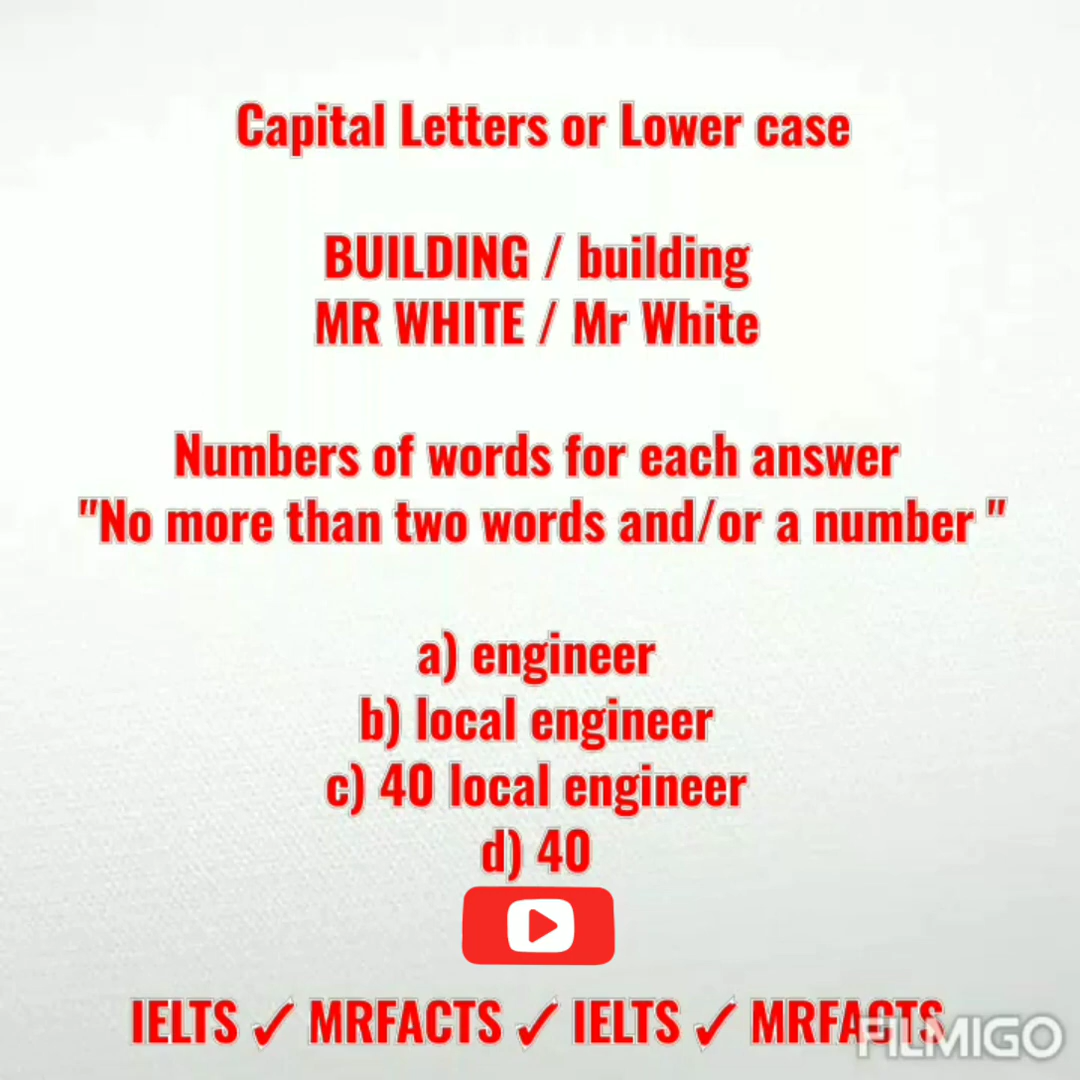 Capital Letters or Lower case
BUILDING / building
MR WHITE / Mr White
Numbers of words for each answer
"No more than two words and/or a number "
a) engineer
b) local engineer
c) 40 local engineer
d) 40
IELTS ✓ MRFACTS ✓ IELTS ✓ MRFACTS
FILMIGO